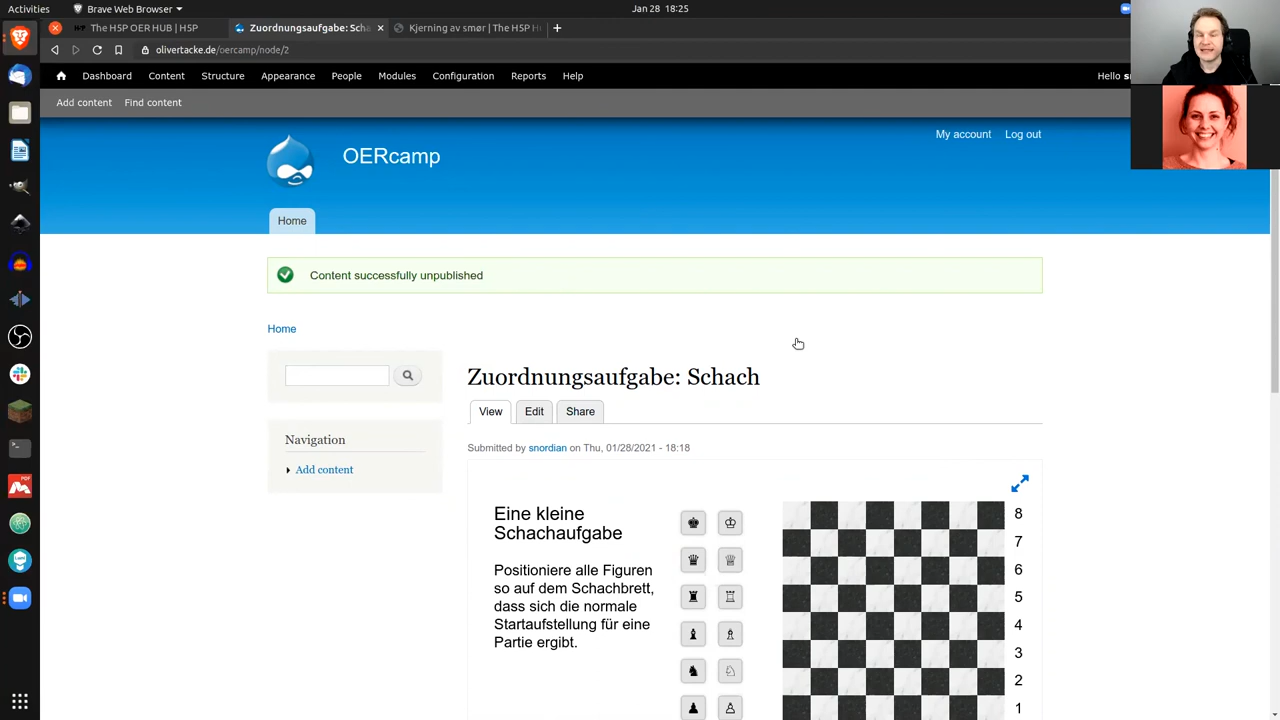 Activities
Brave Web Browser
Jan 28 18:25
The H5P OER HUB | H5P
Zuordnungsaufgabe: Sch
Kjerning av smør | The H5P H
olivertacke.de/oercamp/node/2
Dashboard Content Structure Appearance People Modules Configuration Reports Help
Hello
Add content Find content
My account Log out
OERcamp
Home
Content successfully unpublished
Home
Zuordnungsaufgabe: Schach
View Edit Share
Navigation
Add content
Submitted by snordian on Thu, 01/28/2021 - 18:18
Eine kleine
Schachaufgabe
Positioniere alle Figuren
so auf dem Schachbrett,
dass sich die normale
Startaufstellung für eine
Partie ergibt.
8
7
6
5
4
3
2
1